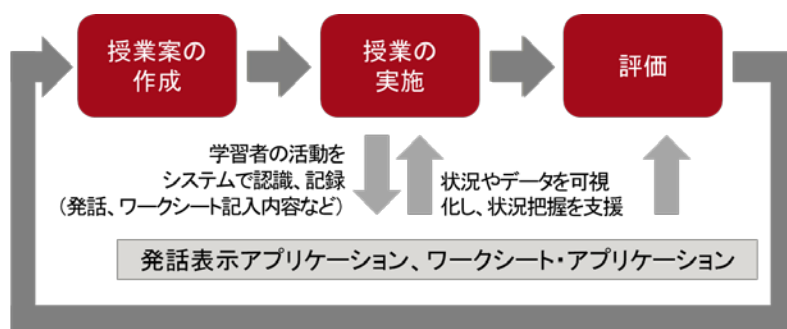 授業案の
作成
授業の
実施
評価
学習者の活動を
システムで認識、記録
（発話、ワークシート記入内容など）
状況やデータを可視
化し、状況把握を支援
発話表示アプリケーション、ワークシート・アプリケーション